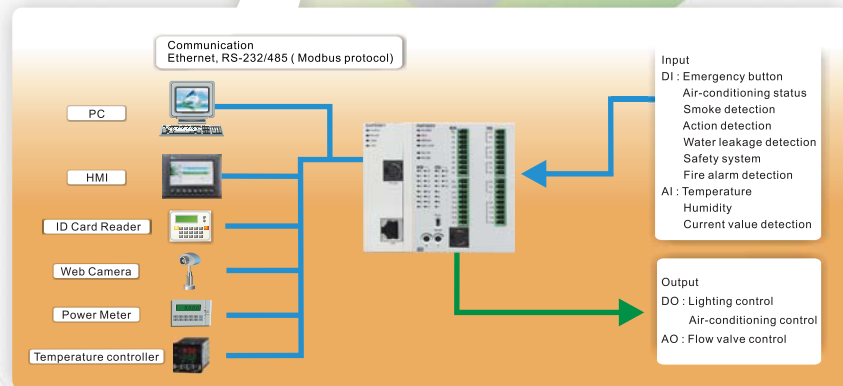 Communication
Ethernet, RS-232/485 ( Modbus protocol)
PC
HMI
ID Card Reader
Web Camera
Power Meter
Temperature controller
Input
DI : Emergency button
Air-conditioning status
Smoke detection
Action detection
Water leakage detection
Safety system
Fire alarm detection
AI : Temperature
Humidity
Current value detection
Output
DO : Lighting control
Air-conditioning control
AO : Flow valve control